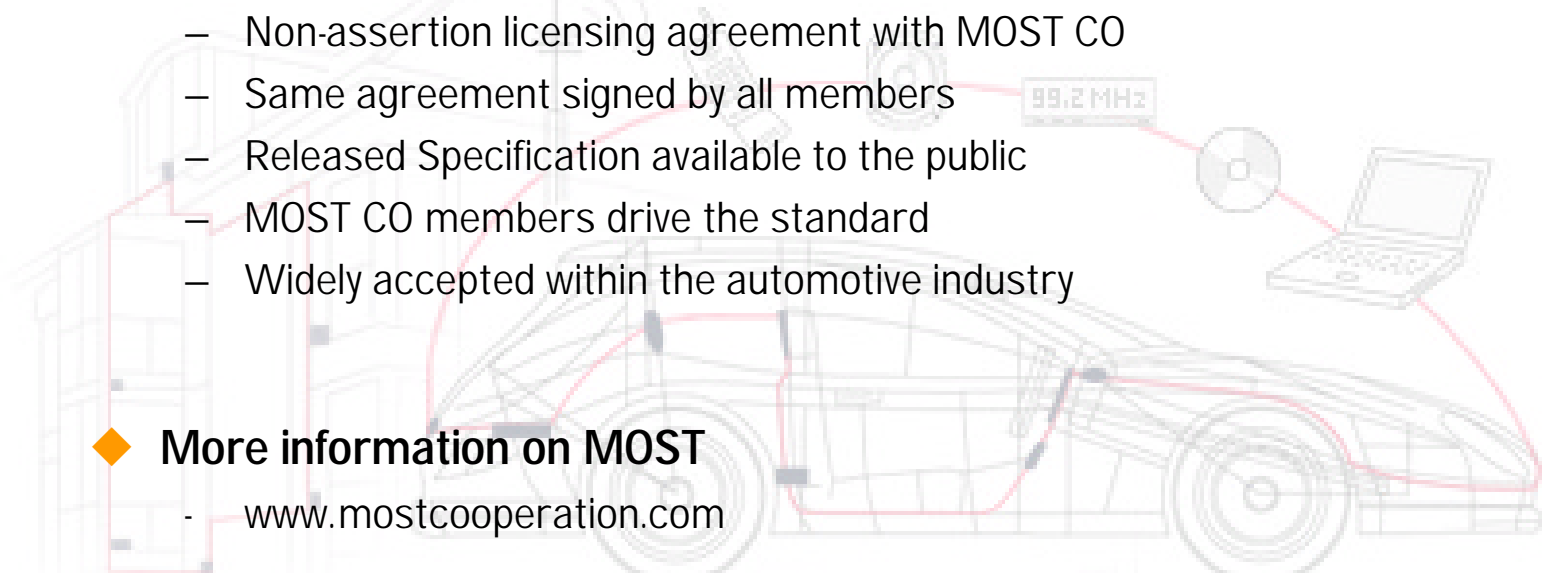 – Non-assertion licensing agreement with MOST CO
– Same agreement signed by all members
99.2 MHz
– Released Specification available to the public
– MOST CO members drive the standard
– Widely accepted within the automotive industry
◆ More information on MOST
- www.mostcooperation.com